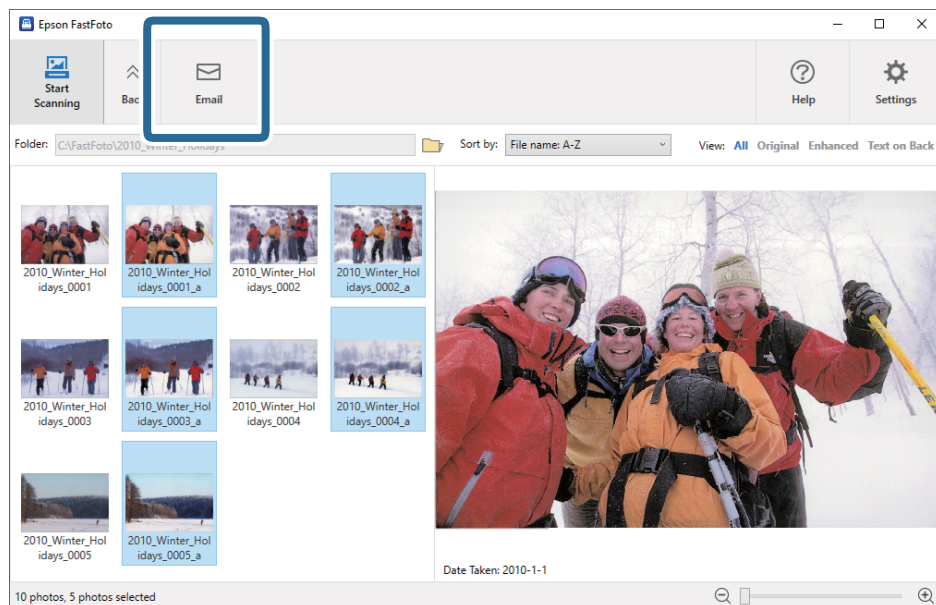 Epson FastFoto
Start
Scanning
Bac
Email
Help
Settings
Folder:
C:\FastFoto\2010_Winter_Holidays
Sort by:
File name: A-Z
View:
All
Original
Enhanced
Text on Back
2010_Winter_Hol
idays_0001
2010_Winter_Hol
idays_0001_a
2010_Winter_Hol
idays_0002
2010_Winter_Hol
idays_0002_a
2010_Winter_Hol
idays_0003
2010_Winter_Hol
idays_0003_a
2010_Winter_Hol
idays_0004
2010_Winter_Hol
idays_0004_a
2010_Winter_Hol
idays_0005
2010_Winter_Hol
idays_0005_a
Date Taken: 2010-1-1
10 photos, 5 photos selected